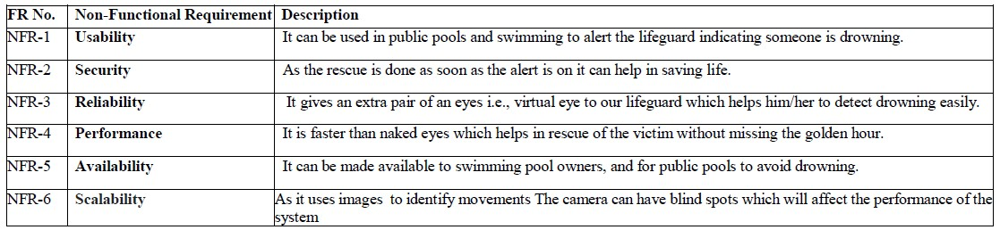 FR No. Non-Functional Requirement Description
NFR-1 Usability It can be used in public pools and swimming to alert the lifeguard indicating someone is drowning.
NFR-2 Security As the rescue is done as soon as the alert is on it can help in saving life.
NFR-3 Reliability It gives an extra pair of an eyes i.e., virtual eye to our lifeguard which helps him/her to detect drowning easily.
NFR-4 Performance It is faster than naked eyes which helps in rescue of the victim without missing the golden hour.
NFR-5 Availability It can be made available to swimming pool owners, and for public pools to avoid drowning.
NFR-6 Scalability As it uses images to identify movements The camera can have blind spots which will affect the performance of the
system